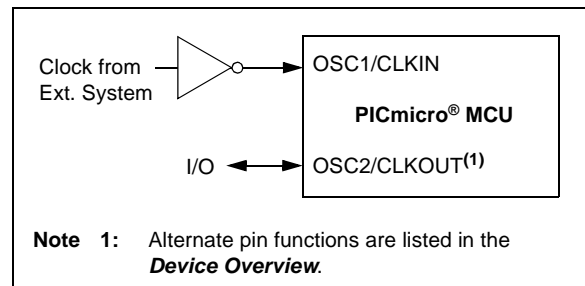 Clock from
Ext. System
OSC1/CLKIN
PICmicro® MCU
I/O
OSC2/CLKOUT(1)
Note 1: Alternate pin functions are listed in the
Device Overview.